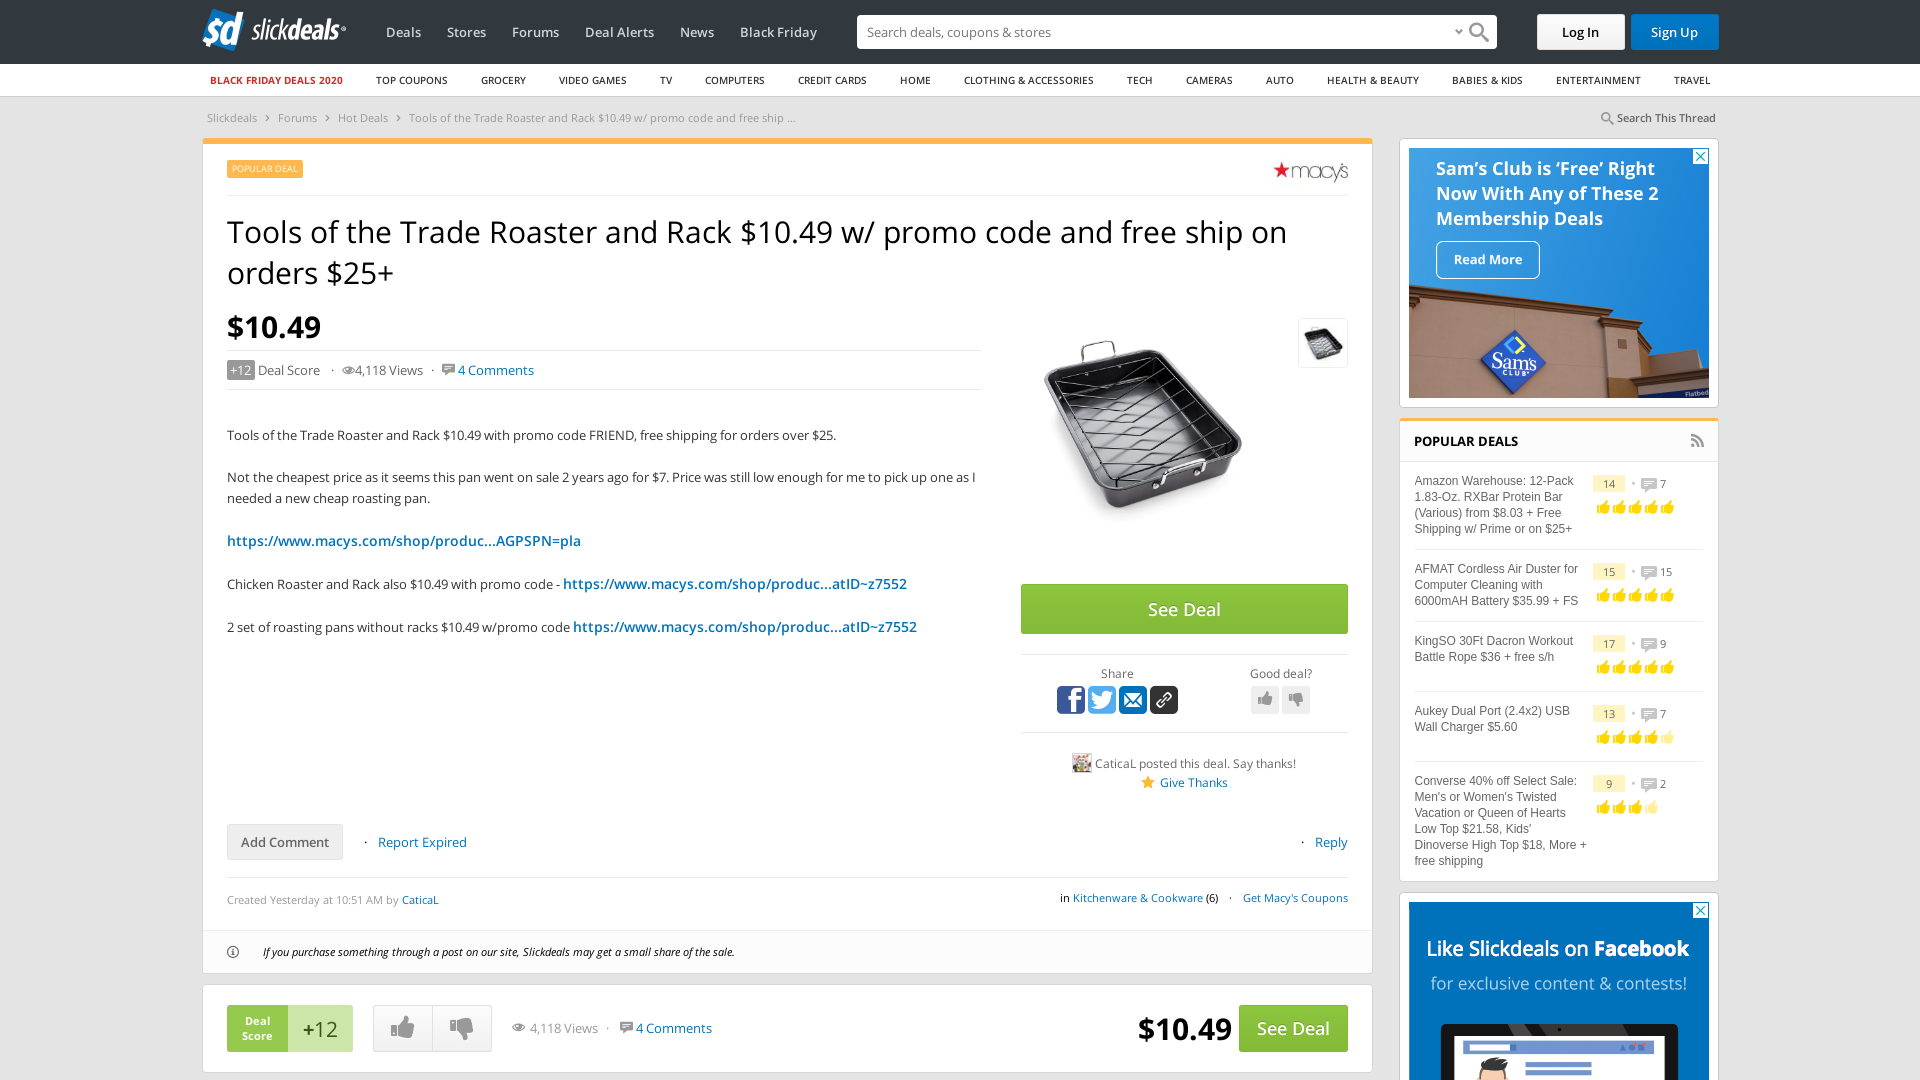 sd slickdeals
Deals Stores Forums Deal Alerts News Black Friday
Search deals, coupons & shops
Log In
Sign Up
BLACK FRIDAY DEALS 2020 TOP COUPONS GROCERY VIDEO GAMES TV COMPUTERS CREDIT CARDS HOME CLOTHING & ACCESSORIES TECH CAMERAS AUTO HEALTH & BEAUTY BABIES & KIDS ENTERTAINMENT TRAVEL
Slickdeals › Forums › Hot Deals › Tools of the Trade Roaster and Rack $10.49 w/ promo code and free ship ...
Search This Thread
POPULAR DEAL
macy's
Tools of the Trade Roaster and Rack $10.49 w/ promo code and free ship on
orders $25+
$10.49
+12 Deal Score · 4,118 Views · 4 Comments
Tools of the Trade Roaster and Rack $10.49 with promo code FRIEND, free shipping for orders over $25.
Not the cheapest price as it seems this pan went on sale 2 years ago for $7. Price was still low enough for me to pick up one as I
needed a new cheap roasting pan.
https://www.macys.com/shop/produc...AGPSPN=pla
Chicken Roaster and Rack also $10.49 with promo code - https://www.macys.com/shop/produc...atID~z7552
2 set of roasting pans without racks $10.49 w/promo code https://www.macys.com/shop/produc...atID~z7552
See Deal
Share
Good deal?
CaticaL posted this deal. Say thanks!
Give Thanks
Add Comment · Report Expired
· Reply
Created Yesterday at 10:51 AM by CaticaL
in Kitchenware & Cookware (6) · Get Macy's Coupons
If you purchase something through a post on our site, Slickdeals may get a small share of the sale.
Deal
Score
+12
4,118 Views · 4 Comments
$10.49
See Deal
Sam's Club is 'Free' Right
Now With Any of These 2
Membership Deals
Read More
Sam's
CLUB
Flatbed
POPULAR DEALS
Amazon Warehouse: 12-Pack
1.83-Oz. RXBar Protein Bar
(Various) from $8.03 + Free
Shipping w/ Prime or on $25+
14 · 7
AFMAT Cordless Air Duster for
Computer Cleaning with
6000mAH Battery $35.99 + FS
15 · 15
KingSO 30Ft Dacron Workout
Battle Rope $36 + free s/h
17 · 9
Aukey Dual Port (2.4x2) USB
Wall Charger $5.60
13 · 7
Converse 40% off Select Sale:
Men's or Women's Twisted
Vacation or Queen of Hearts
Low Top $21.58, Kids'
Dinoverse High Top $18, More +
free shipping
9 · 2
Like Slickdeals on Facebook
for exclusive content & contests!